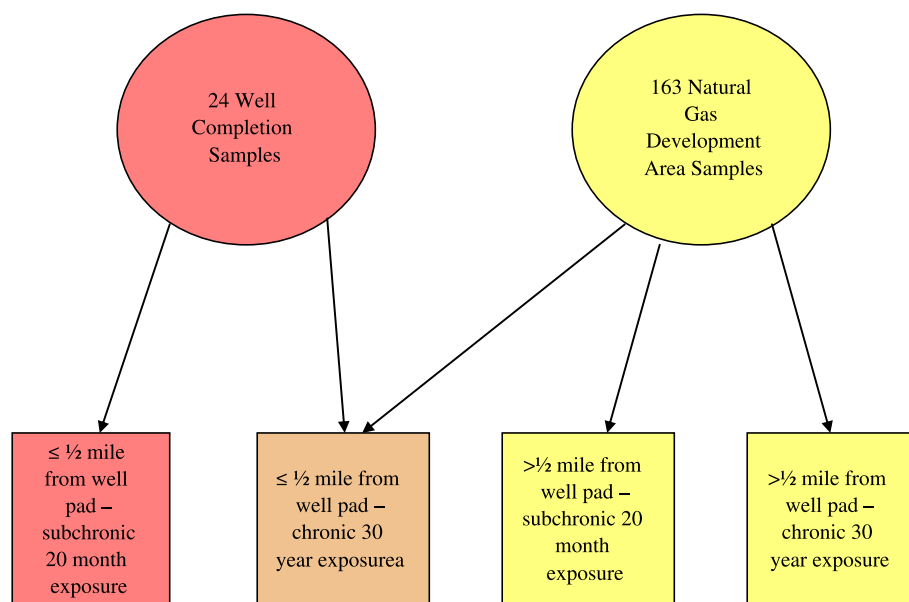 24 Well
Completion
Samples
163 Natural
Gas
Development
Area Samples
≤ ½ mile
from well
pad –
subchronic
20 month
exposure
≤ ½ mile from
well pad –
chronic 30
year exposurea
>½ mile from
well pad –
subchronic 20
month
exposure
>½ mile from
well pad –
chronic 30
year exposure